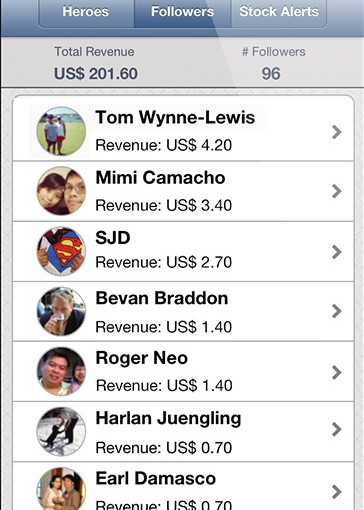 Heroes Followers Stock Alerts
Total Revenue # Followers
US$ 201.60 96
Tom Wynne-Lewis
Revenue: US$ 4.20
Mimi Camacho
Revenue: US$ 3.40
SJD
Revenue: US$ 2.70
Bevan Braddon
Revenue: US$ 1.40
Roger Neo
Revenue: US$ 1.40
Harlan Juengling
Revenue: US$ 0.70
Earl Damasco
Revenue: US$ 0.70